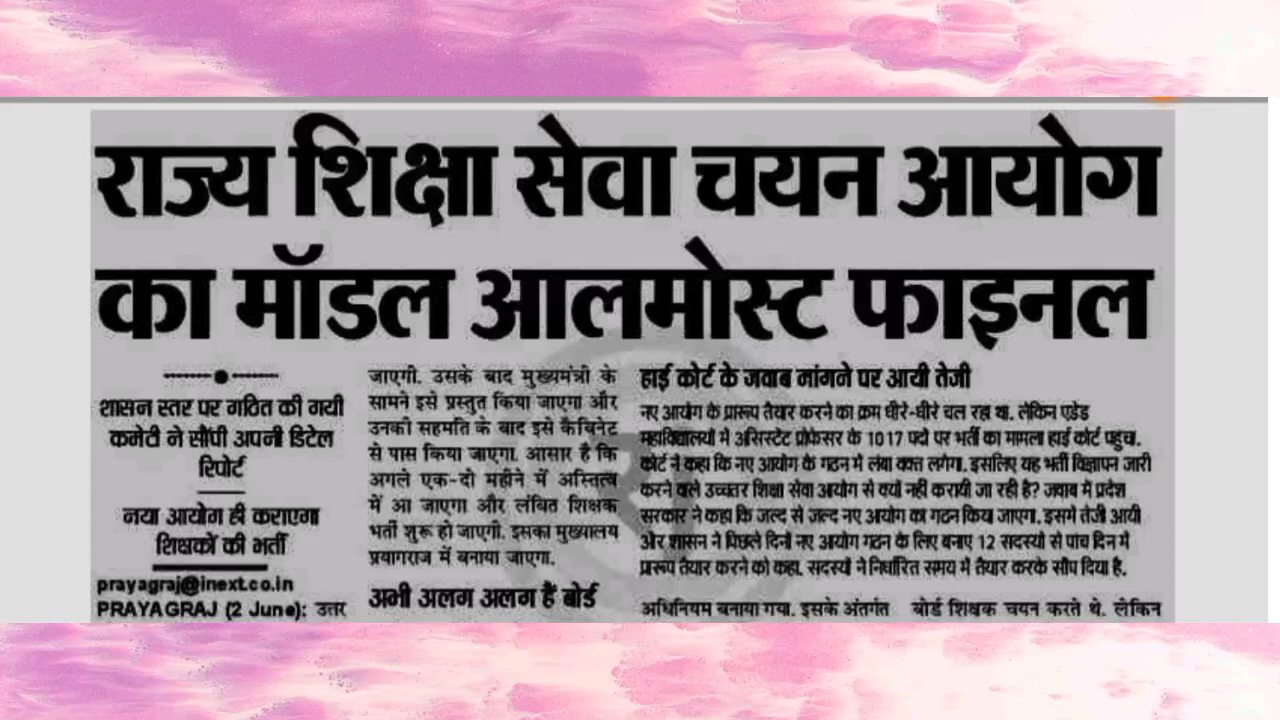 राज्य शिक्षा सेवा चयन आयोग
का मॉडल आलमोस्ट फाइनल
शासन स्तर पर गठित की गयी
कमेटी ने सौंपी अपनी डिटेल
रिपोर्ट
नया आयोग ही कराएगा
शिक्षकों की भर्ती
prayagraj@inext.co.in
PRAYAGRAJ (2 June): उत्तर
जाएगी. उसके बाद मुख्यमंत्री के
सामने इसे प्रस्तुत किया जाएगा और
उनकी सहमति के बाद इसे कैबिनेट
से पास किया जाएगा. आसार है कि
अगले एक-दो महीने में अस्तित्व
में आ जाएगा और लंबित शिक्षक
भर्ती शुरू हो जाएगी. इसका मुख्यालय
प्रयागराज में बनाया जाएगा.
अभी अलग अलग हैं बोर्ड
हाई कोर्ट के जवाब मांगने पर आयी तेजी
नए आयोग के प्रारूप तैयार करने का क्रम धीरे-धीरे चल रहा था. लेकिन एडेड
महाविद्यालयों में असिस्टेंट प्रोफेसर के 1017 पदों पर भर्ती का मामला हाई कोर्ट पहुंचा.
कोर्ट ने कहा कि नए आयोग के गठन में लंबा वक्त लगेगा. इसलिए यह भर्ती विज्ञापन जारी
करने वाले उच्चतर शिक्षा सेवा आयोग से क्यों नहीं करायी जा रही है? जवाब में प्रदेश
सरकार ने कहा कि जल्द से जल्द नए आयोग का गठन किया जाएगा. इसमें तेजी आयी
और शासन ने पिछले दिनों नए आयोग गठन के लिए बनाए 12 सदस्यों से पांच दिन में
प्रारूप तैयार करने को कहा. सदस्यों ने निर्धारित समय में तैयार करके सौंप दिया है.
अधिनियम बनाया गया. इसके अंतर्गत
बोर्ड शिक्षक चयन करते थे. लेकिन